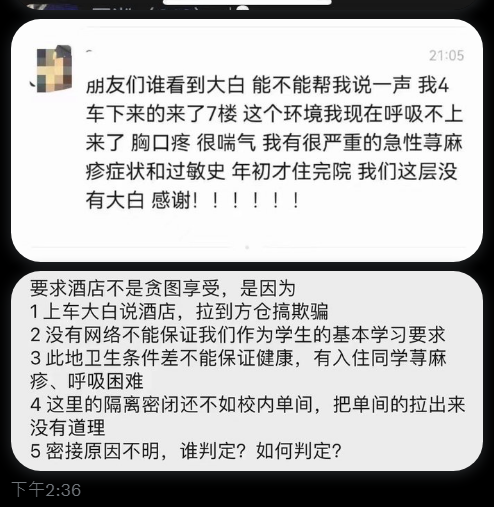 21:05
朋友们谁看到大白 能不能帮我说一声 我4
车下来的来了7楼 这个环境我现在呼吸不上
来了 胸口疼 很喘气 我有很严重的急性荨麻
疹症状和过敏史 年初才住完院 我们这层没
有大白 感谢！！！！！！
要求酒店不是贪图享受，是因为
1 上车大白说酒店，拉到方仓搞欺骗
2 没有网络不能保证我们作为学生的基本学习要求
3 此地卫生条件差不能保证健康，有入住同学荨麻
疹、呼吸困难
4 这里的隔离密闭还不如校内单间，把单间的拉出来
没有道理
5 密接原因不明，谁判定？如何判定？
下午2:36